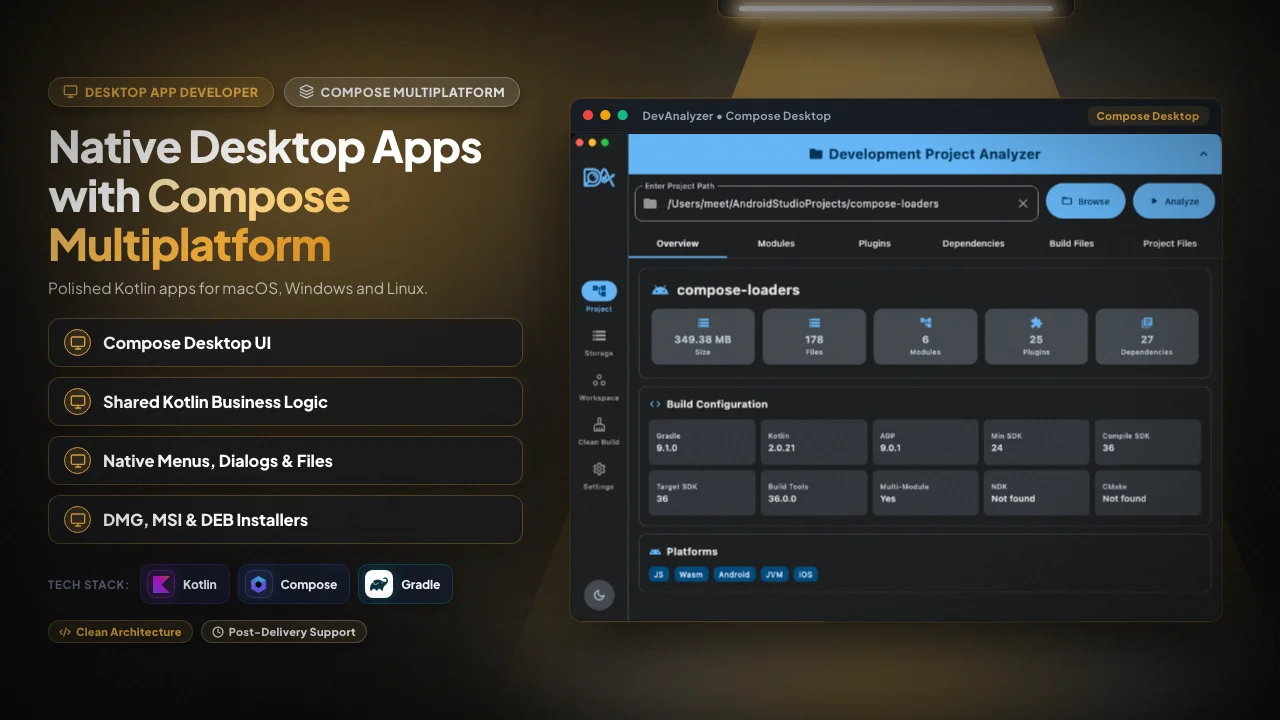 DESKTOP APP DEVELOPER
COMPOSE MULTIPLATFORM
Native Desktop Apps
with Compose
Multiplatform
Polished Kotlin apps for macOS, Windows and Linux.
Compose Desktop UI
Shared Kotlin Business Logic
Native Menus, Dialogs & Files
DMG, MSI & DEB Installers
TECH STACK:
Kotlin
Compose
Gradle
Clean Architecture
Post-Delivery Support
DevAnalyzer • Compose Desktop
Compose Desktop
DA
Project
Storage
Workspace
Clean Build
Settings
Development Project Analyzer
Enter Project Path
/Users/meet/AndroidStudioProjects/compose-loaders
Browse
Analyze
Overview
Modules
Plugins
Dependencies
Build Files
Project Files
compose-loaders
349.38 MB
Size
178
Files
6
Modules
25
Plugins
27
Dependencies
Build Configuration
Gradle
9.1.0
Kotlin
2.0.21
AGP
9.0.1
Min SDK
24
Compile SDK
36
Target SDK
36
Build Tools
36.0.0
Multi-Module
Yes
NDK
Not found
CMake
Not found
Platforms
JS
Wasm
Android
JVM
iOS